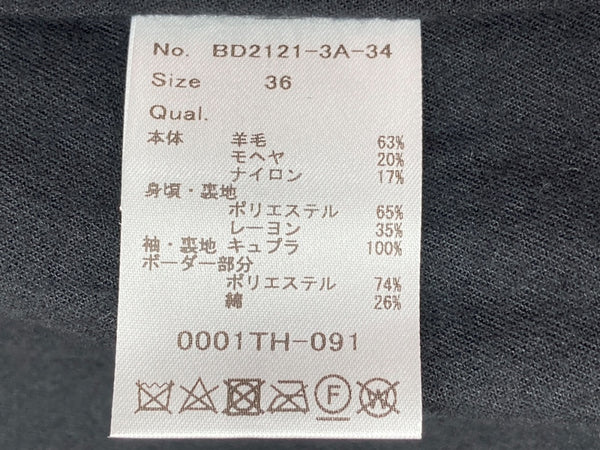 No. BD2121-3A-34
Size 36
Qual.
本体 羊毛 63%
モヘヤ 20%
ナイロン 17%
身頃・裏地
ポリエステル 65%
レーヨン 35%
袖・裏地 キュプラ 100%
ボーダー部分
ポリエステル 74%
綿 26%
0001TH-091
F W